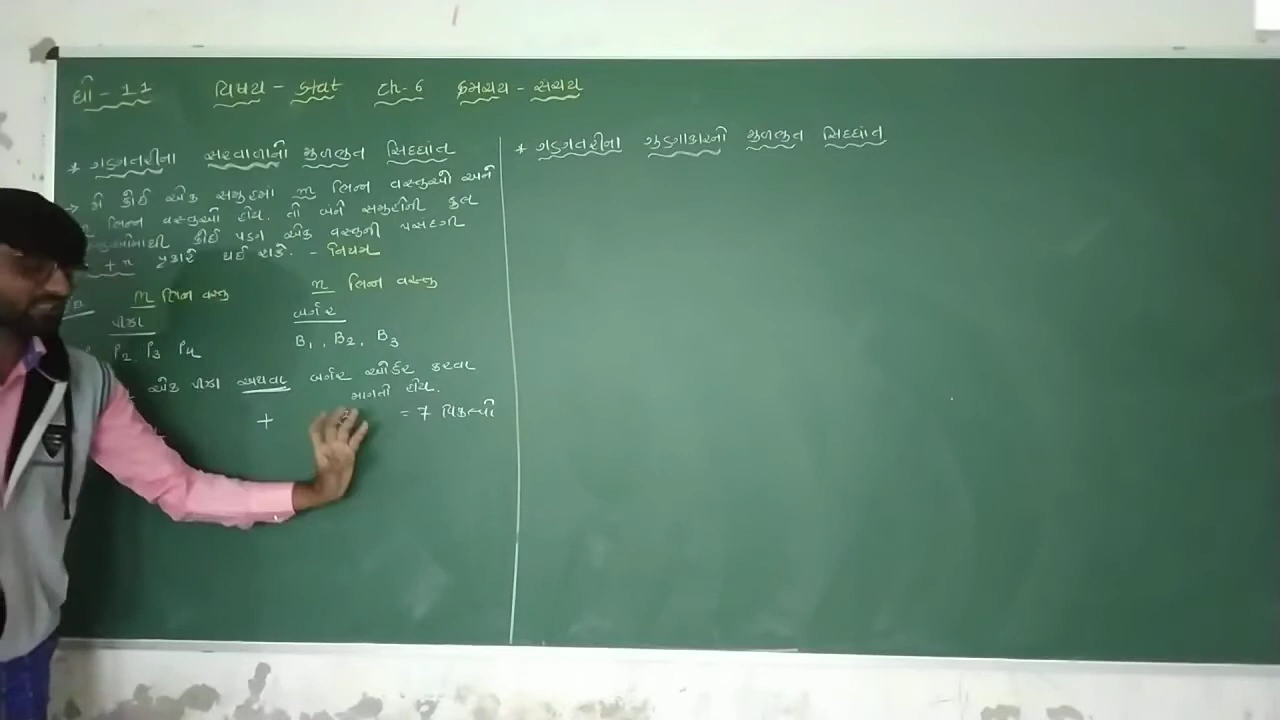 ધો - 11 વિષય - stat ch-6 ક્રમચય - સંચય
* ગણતરીના સરવાળાનો મૂળભૂત સિદ્ધાંત
→ જો કોઈ એક સમુહમાં m ભિન્ન વસ્તુઓ અને
ભિન્ન વસ્તુઓ હોય. તો બંને સમુહોની કુલ
કોઈ પણ એક વસ્તુની પસંદગી
+ n પ્રકારે થઈ શકે. - નિયમ
m ભિન્ન વસ્તુ n ભિન્ન વસ્તુ
પીઝા બર્ગર
P2 P3 P4 B1, B2, B3
એક પીઝા અથવા બર્ગર ઓર્ડર કરવા
માગતો હોય.
+ = 7 વિકલ્પો
* ગણતરીના ગુણાકારનો મૂળભૂત સિદ્ધાંત